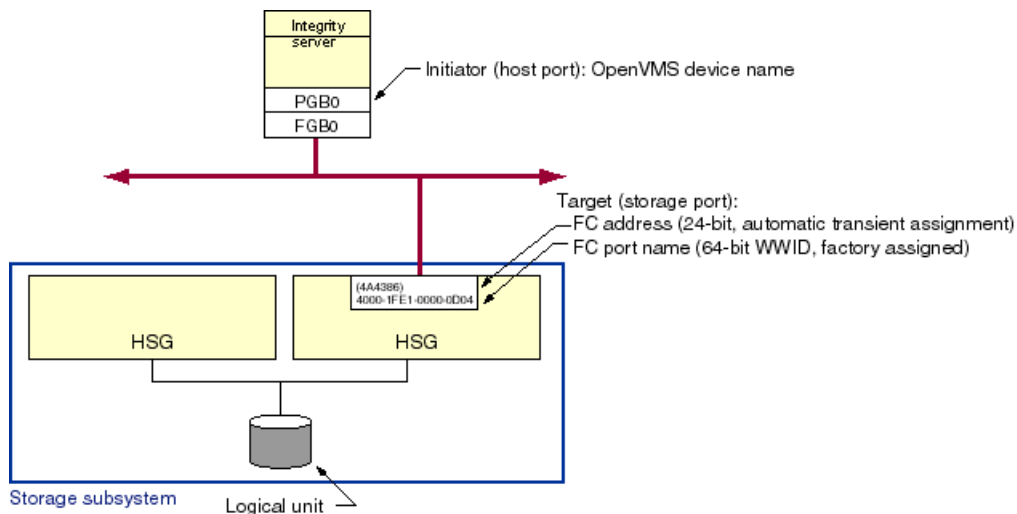 Integrity
server
Initiator (host port): OpenVMS device name
PGB0
FGB0
Target (storage port):
FC address (24-bit, automatic transient assignment)
FC port name (64-bit WWID, factory assigned)
(4A4386)
4000-1FE1-0000-0D04
HSG
HSG
Storage subsystem
Logical unit